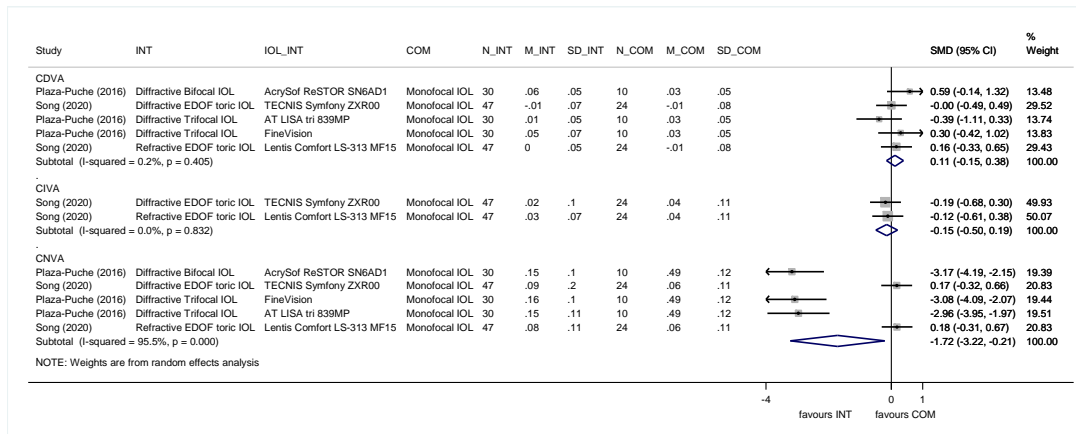 %
Study INT IOL_INT COM N_INT M_INT SD_INT N_COM M_COM SD_COM SMD (95% CI) Weight
CDVA
Plaza-Puche (2016) Diffractive Bifocal IOL AcrySof ReSTOR SN6AD1 Monofocal IOL 30 .06 .05 10 .03 .05 0.59 (-0.14, 1.32) 13.48
Song (2020) Diffractive EDOF toric IOL TECNIS Symfony ZXR00 Monofocal IOL 47 -.01 .07 24 -.01 .08 -0.00 (-0.49, 0.49) 29.52
Plaza-Puche (2016) Diffractive Trifocal IOL AT LISA tri 839MP Monofocal IOL 30 .01 .05 10 .03 .05 -0.39 (-1.11, 0.33) 13.74
Plaza-Puche (2016) Diffractive Trifocal IOL FineVision Monofocal IOL 30 .05 .07 10 .03 .05 0.30 (-0.42, 1.02) 13.83
Song (2020) Refractive EDOF toric IOL Lentis Comfort LS-313 MF15 Monofocal IOL 47 0 .05 24 -.01 .08 0.16 (-0.33, 0.65) 29.43
Subtotal (I-squared = 0.2%, p = 0.405) 0.11 (-0.15, 0.38) 100.00
.
CIVA
Song (2020) Diffractive EDOF toric IOL TECNIS Symfony ZXR00 Monofocal IOL 47 .02 .1 24 .04 .11 -0.19 (-0.68, 0.30) 49.93
Song (2020) Refractive EDOF toric IOL Lentis Comfort LS-313 MF15 Monofocal IOL 47 .03 .07 24 .04 .11 -0.12 (-0.61, 0.38) 50.07
Subtotal (I-squared = 0.0%, p = 0.832) -0.15 (-0.50, 0.19) 100.00
.
CNVA
Plaza-Puche (2016) Diffractive Bifocal IOL AcrySof ReSTOR SN6AD1 Monofocal IOL 30 .15 .1 10 .49 .12 -3.17 (-4.19, -2.15) 19.39
Song (2020) Diffractive EDOF toric IOL TECNIS Symfony ZXR00 Monofocal IOL 47 .09 .2 24 .06 .11 0.17 (-0.32, 0.66) 20.83
Plaza-Puche (2016) Diffractive Trifocal IOL FineVision Monofocal IOL 30 .16 .1 10 .49 .12 -3.08 (-4.09, -2.07) 19.44
Plaza-Puche (2016) Diffractive Trifocal IOL AT LISA tri 839MP Monofocal IOL 30 .15 .11 10 .49 .12 -2.96 (-3.95, -1.97) 19.51
Song (2020) Refractive EDOF toric IOL Lentis Comfort LS-313 MF15 Monofocal IOL 47 .08 .11 24 .06 .11 0.18 (-0.31, 0.67) 20.83
Subtotal (I-squared = 95.5%, p = 0.000) -1.72 (-3.22, -0.21) 100.00
NOTE: Weights are from random effects analysis
-4 0 1
favours INT favours COM